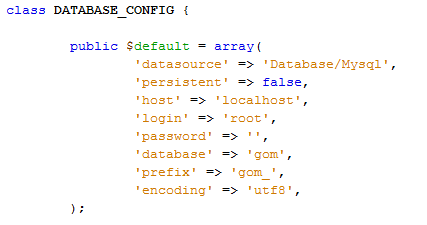 class DATABASE_CONFIG {
public $default = array(
'datasource' => 'Database/Mysql',
'persistent' => false,
'host' => 'localhost',
'login' => 'root',
'password' => '',
'database' => 'gom',
'prefix' => 'gom_',
'encoding' => 'utf8',
);